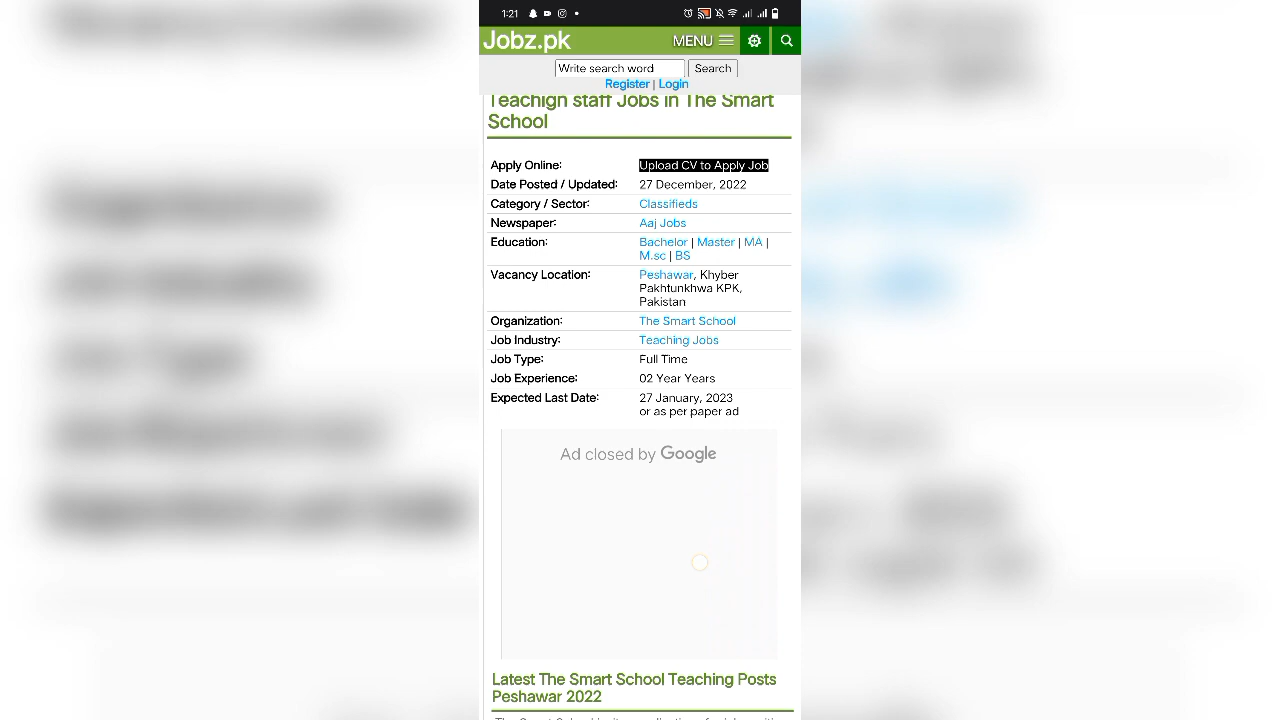 1:21
Jobz.pk MENU
Write search word Search
Register | Login
Teachign staff Jobs in The Smart
School
Apply Online: Upload CV to Apply Job
Date Posted / Updated: 27 December, 2022
Category / Sector: Classifieds
Newspaper: Aaj Jobs
Education: Bachelor | Master | MA |
M.sc | BS
Vacancy Location: Peshawar, Khyber
Pakhtunkhwa KPK,
Pakistan
Organization: The Smart School
Job Industry: Teaching Jobs
Job Type: Full Time
Job Experience: 02 Year Years
Expected Last Date: 27 January, 2023
or as per paper ad
Ad closed by Google
Latest The Smart School Teaching Posts
Peshawar 2022